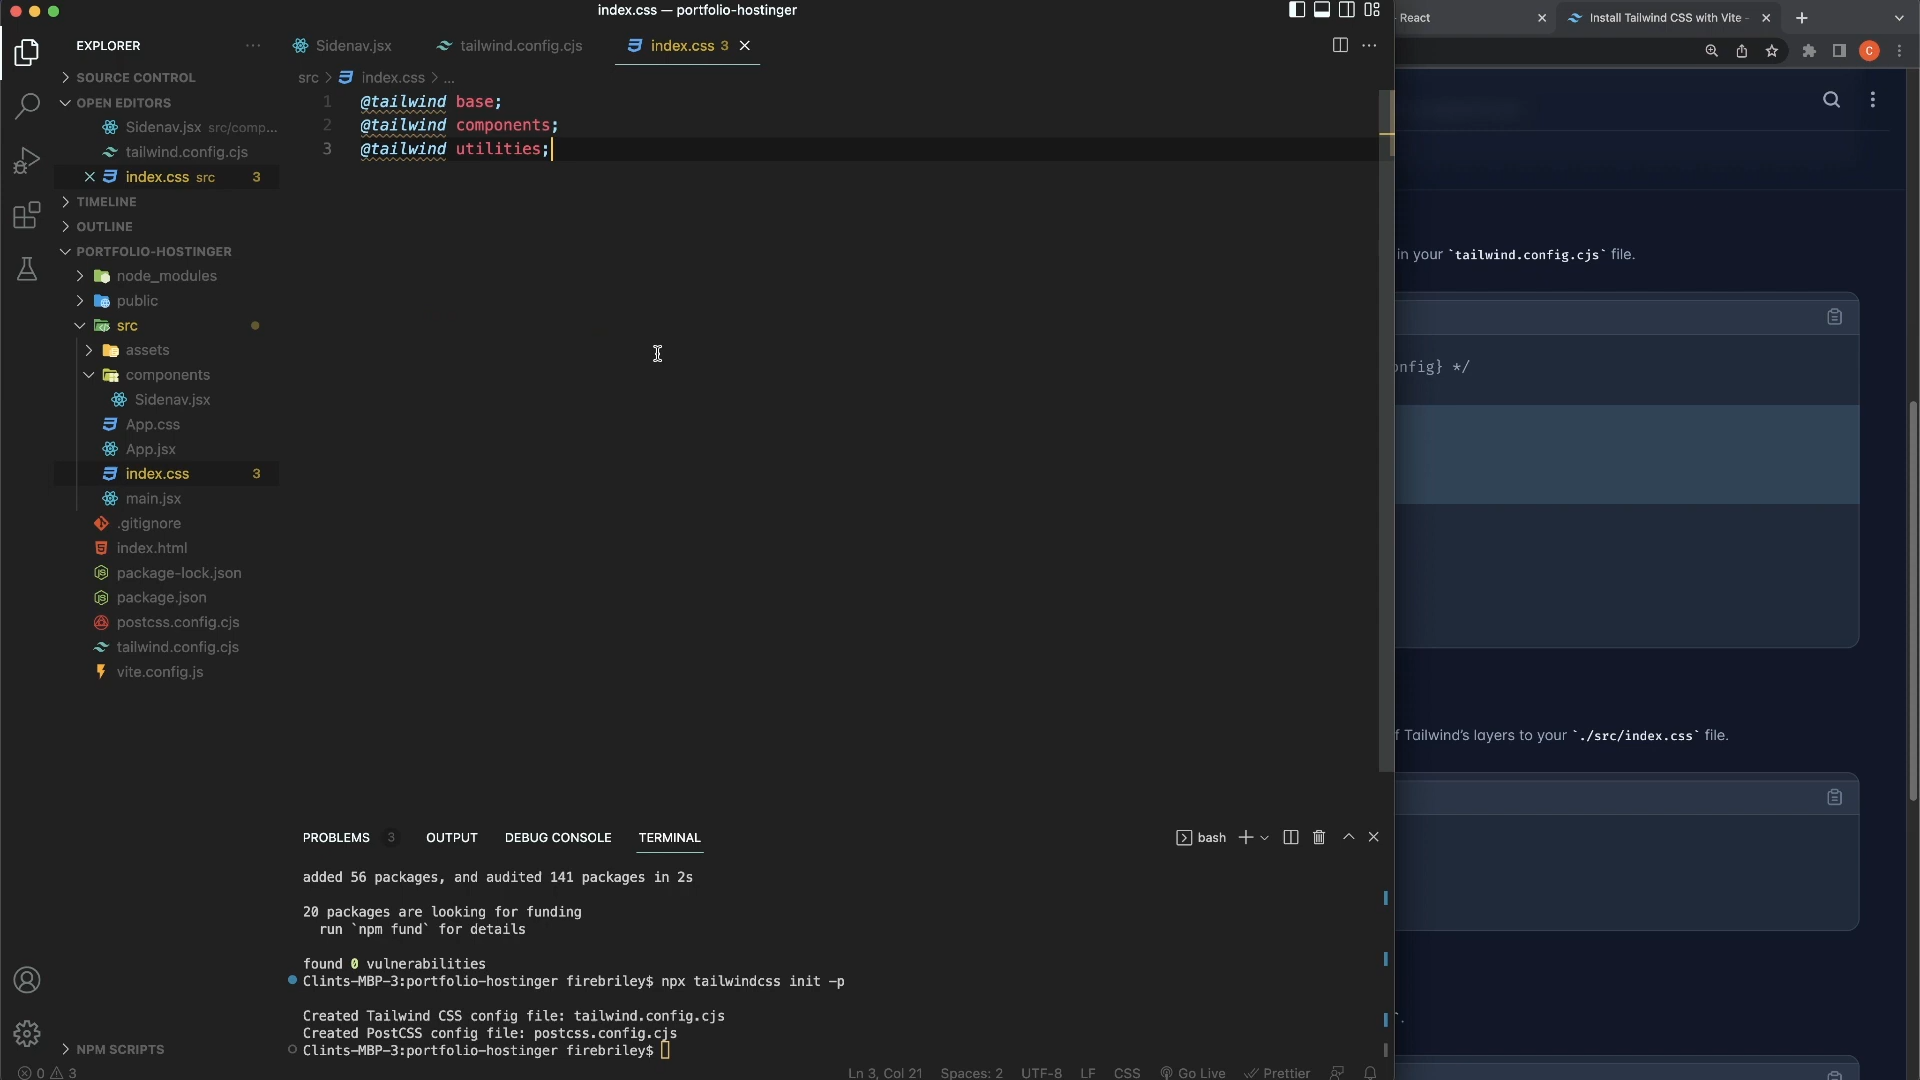 index.css — portfolio-hostinger
React
Install Tailwind CSS with Vite -
C
EXPLORER
Sidenav.jsx
tailwind.config.cjs
index.css 3
SOURCE CONTROL
src > index.css > ...
OPEN EDITORS
Sidenav.jsx src/comp...
tailwind.config.cjs
index.css src 3
TIMELINE
OUTLINE
PORTFOLIO-HOSTINGER
node_modules
public
src
assets
components
Sidenav.jsx
App.css
App.jsx
index.css 3
main.jsx
.gitignore
index.html
package-lock.json
package.json
postcss.config.cjs
tailwind.config.cjs
vite.config.js
NPM SCRIPTS
1 @tailwind base;
2 @tailwind components;
3 @tailwind utilities;
in your `tailwind.config.cjs` file.
onfig} */
f Tailwind's layers to your `./src/index.css` file.
`.
PROBLEMS 3 OUTPUT DEBUG CONSOLE TERMINAL
bash
added 56 packages, and audited 141 packages in 2s
20 packages are looking for funding
run `npm fund` for details
found 0 vulnerabilities
Clints-MBP-3:portfolio-hostinger firebriley$ npx tailwindcss init -p
Created Tailwind CSS config file: tailwind.config.cjs
Created PostCSS config file: postcss.config.cjs
Clints-MBP-3:portfolio-hostinger firebriley$
0 3
Ln 3, Col 21 Spaces: 2 UTF-8 LF CSS Go Live Prettier